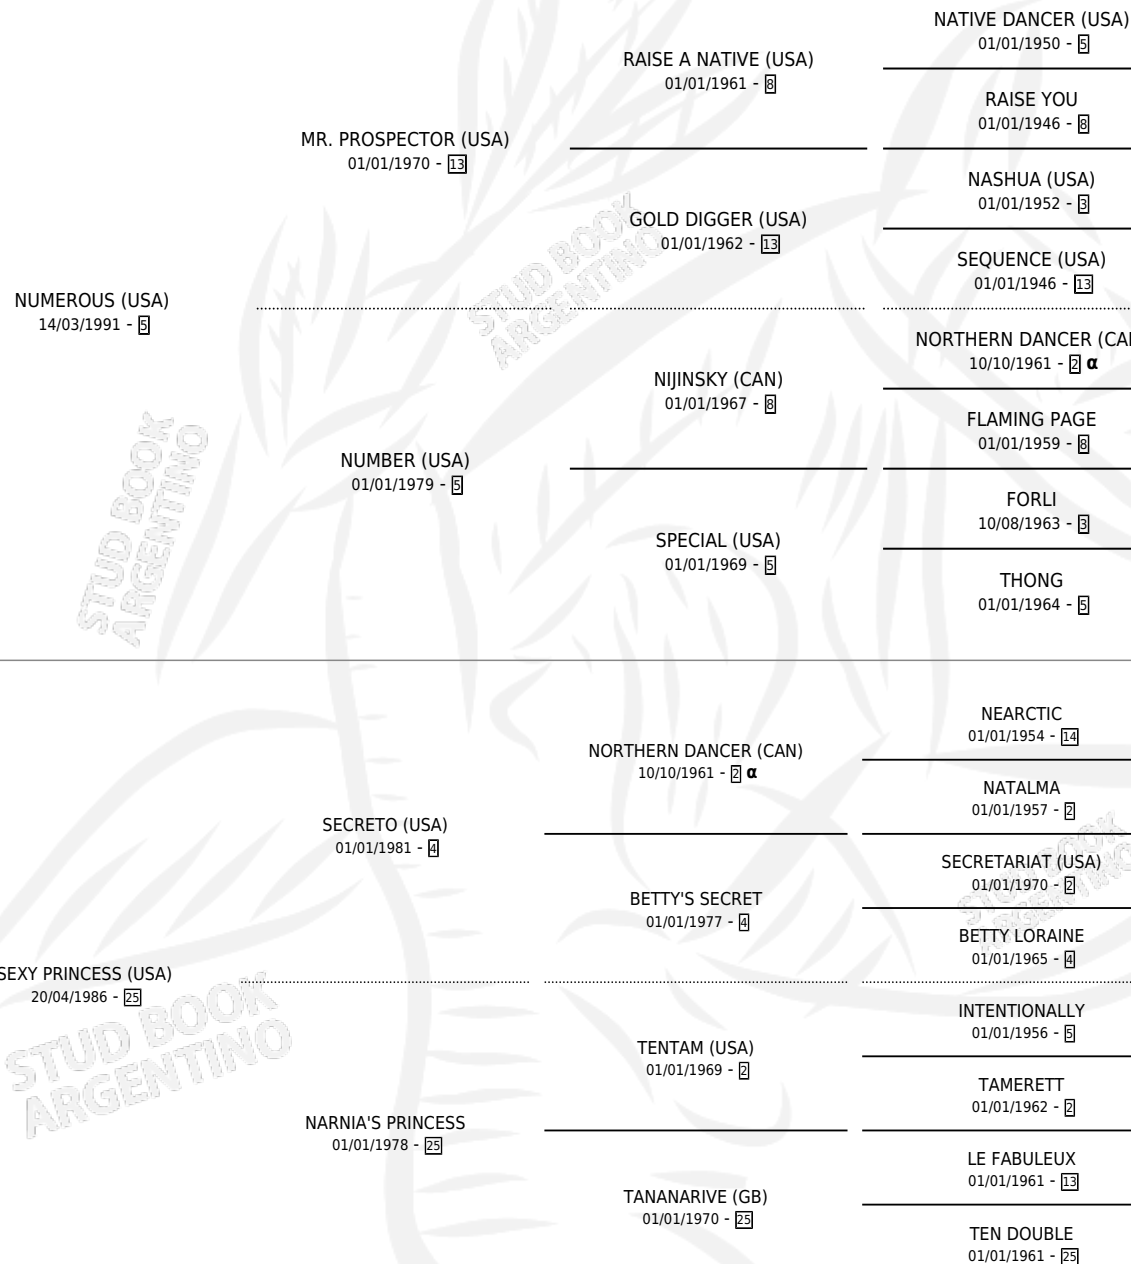 NATIVE DANCER (USA)
01/01/1950 - 5
RAISE A NATIVE (USA)
01/01/1961 - 8
RAISE YOU
01/01/1946 - 8
MR. PROSPECTOR (USA)
01/01/1970 - 13
NASHUA (USA)
01/01/1952 - 3
GOLD DIGGER (USA)
01/01/1962 - 13
SEQUENCE (USA)
01/01/1946 - 13
STUD BOOK
ARGENTINO
NUMEROUS (USA)
14/03/1991 - 5
NORTHERN DANCER (CAN
10/10/1961 - 2 α
NIJINSKY (CAN)
01/01/1967 - 8
FLAMING PAGE
01/01/1959 - 8
NUMBER (USA)
01/01/1979 - 5
FORLI
10/08/1963 - 3
SPECIAL (USA)
01/01/1969 - 5
THONG
01/01/1964 - 5
STUD BOOK
ARGENTINO
NEARCTIC
01/01/1954 - 14
NORTHERN DANCER (CAN)
10/10/1961 - 2 α
NATALMA
01/01/1957 - 2
SECRETO (USA)
01/01/1981 - 4
SECRETARIAT (USA)
01/01/1970 - 2
BETTY'S SECRET
01/01/1977 - 4
BETTY LORAINE
01/01/1965 - 4
STUD BOOK
ARGENTINO
SEXY PRINCESS (USA)
20/04/1986 - 25
INTENTIONALLY
01/01/1956 - 5
TENTAM (USA)
01/01/1969 - 2
TAMERETT
01/01/1962 - 2
STUD BOOK
ARGENTINO
NARNIA'S PRINCESS
01/01/1978 - 25
LE FABULEUX
01/01/1961 - 13
TANANARIVE (GB)
01/01/1970 - 25
TEN DOUBLE
01/01/1961 - 25